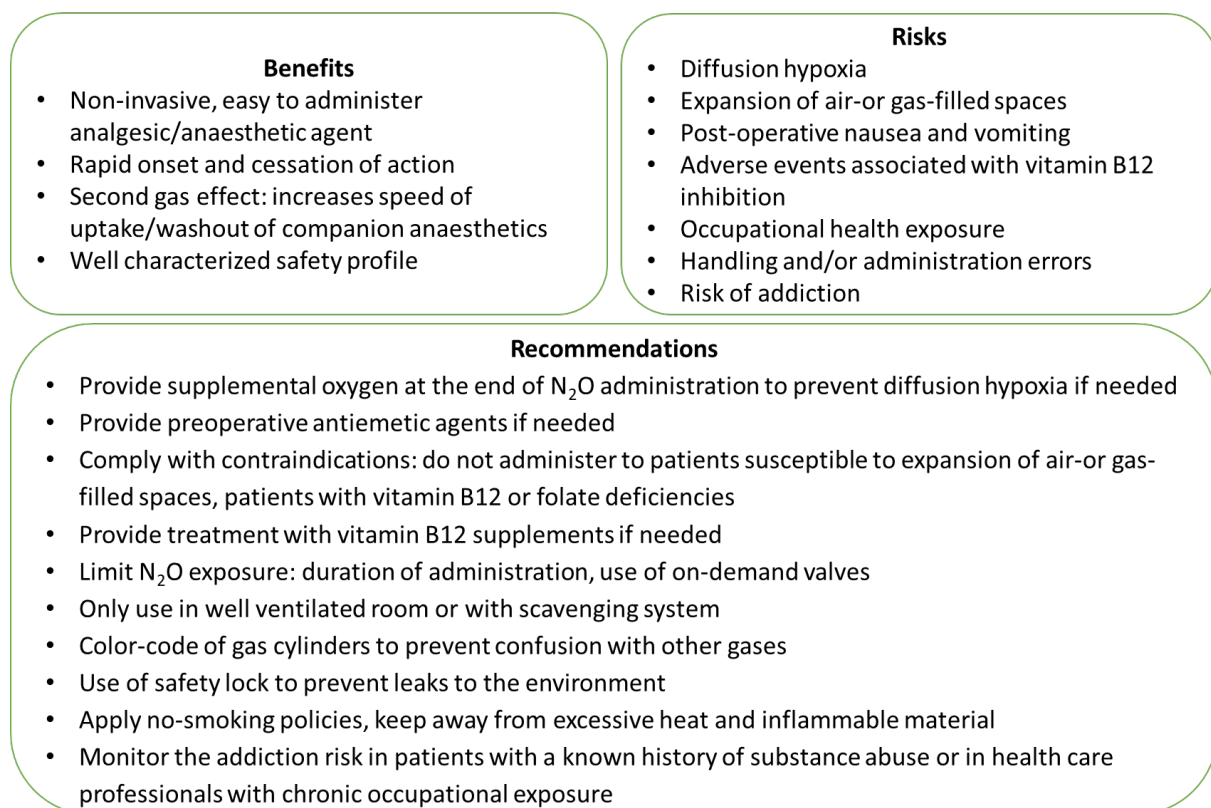 Benefits
• Non-invasive, easy to administer
analgesic/anaesthetic agent
• Rapid onset and cessation of action
• Second gas effect: increases speed of
uptake/washout of companion anaesthetics
• Well characterized safety profile
Risks
• Diffusion hypoxia
• Expansion of air-or gas-filled spaces
• Post-operative nausea and vomiting
• Adverse events associated with vitamin B12
inhibition
• Occupational health exposure
• Handling and/or administration errors
• Risk of addiction
Recommendations
• Provide supplemental oxygen at the end of N₂O administration to prevent diffusion hypoxia if needed
• Provide preoperative antiemetic agents if needed
• Comply with contraindications: do not administer to patients susceptible to expansion of air-or gas-
filled spaces, patients with vitamin B12 or folate deficiencies
• Provide treatment with vitamin B12 supplements if needed
• Limit N₂O exposure: duration of administration, use of on-demand valves
• Only use in well ventilated room or with scavenging system
• Color-code of gas cylinders to prevent confusion with other gases
• Use of safety lock to prevent leaks to the environment
• Apply no-smoking policies, keep away from excessive heat and inflammable material
• Monitor the addiction risk in patients with a known history of substance abuse or in health care
professionals with chronic occupational exposure